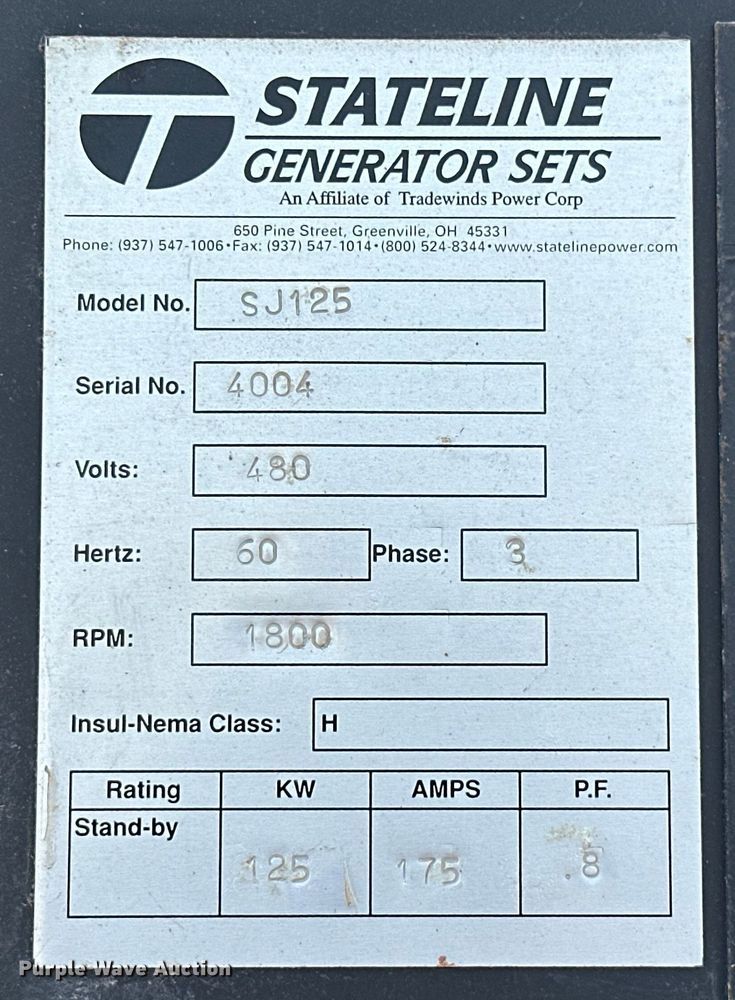 STATELINE
GENERATOR SETS
An Affiliate of Tradewinds Power Corp
650 Pine Street, Greenville, OH 45331
Phone: (937) 547-1006•Fax: (937) 547-1014•(800) 524-8344•www.statelinepower.com
Model No. SJ125
Serial No. 4004
Volts: 480
Hertz: 60 Phase: 3
RPM: 1800
Insul-Nema Class: H
Rating KW AMPS P.F.
Stand-by
125 175 .8
Purple Wave Auction